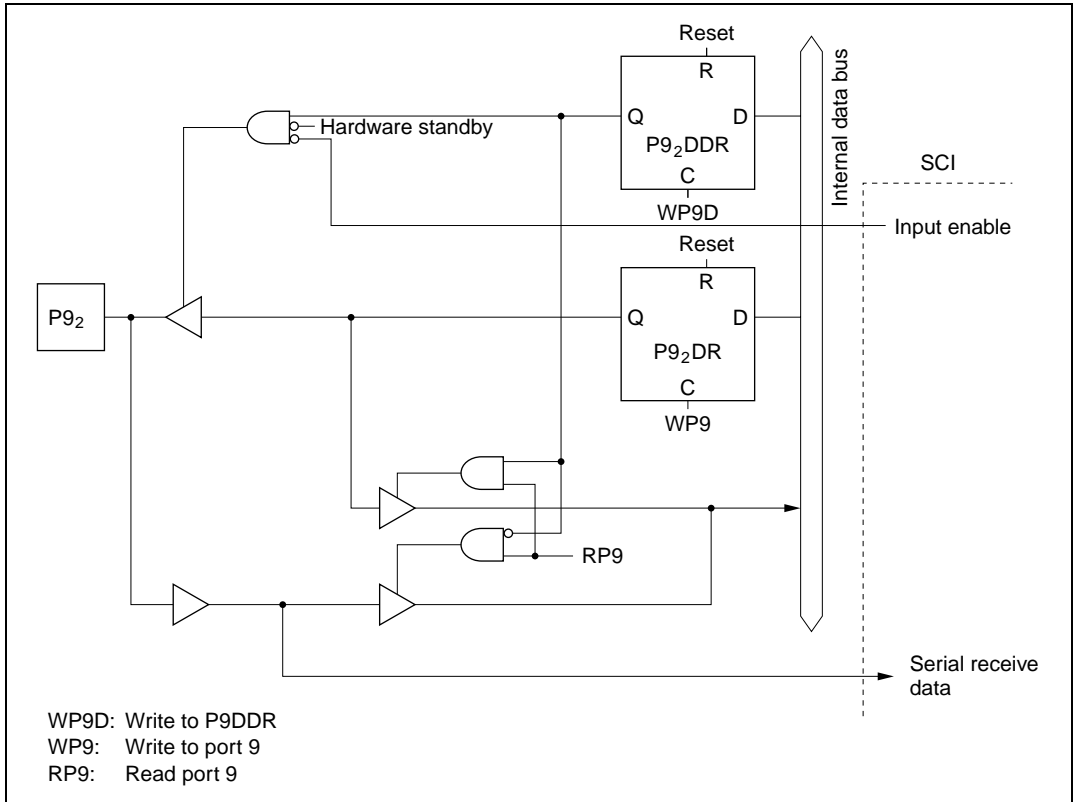 Reset
R
Q
D
Hardware standby
P9₂DDR
C
WP9D
Internal data bus
SCI
Input enable
Reset
R
P9₂
Q
D
P9₂DR
C
WP9
RP9
Serial receive
data
WP9D: Write to P9DDR
WP9: Write to port 9
RP9: Read port 9